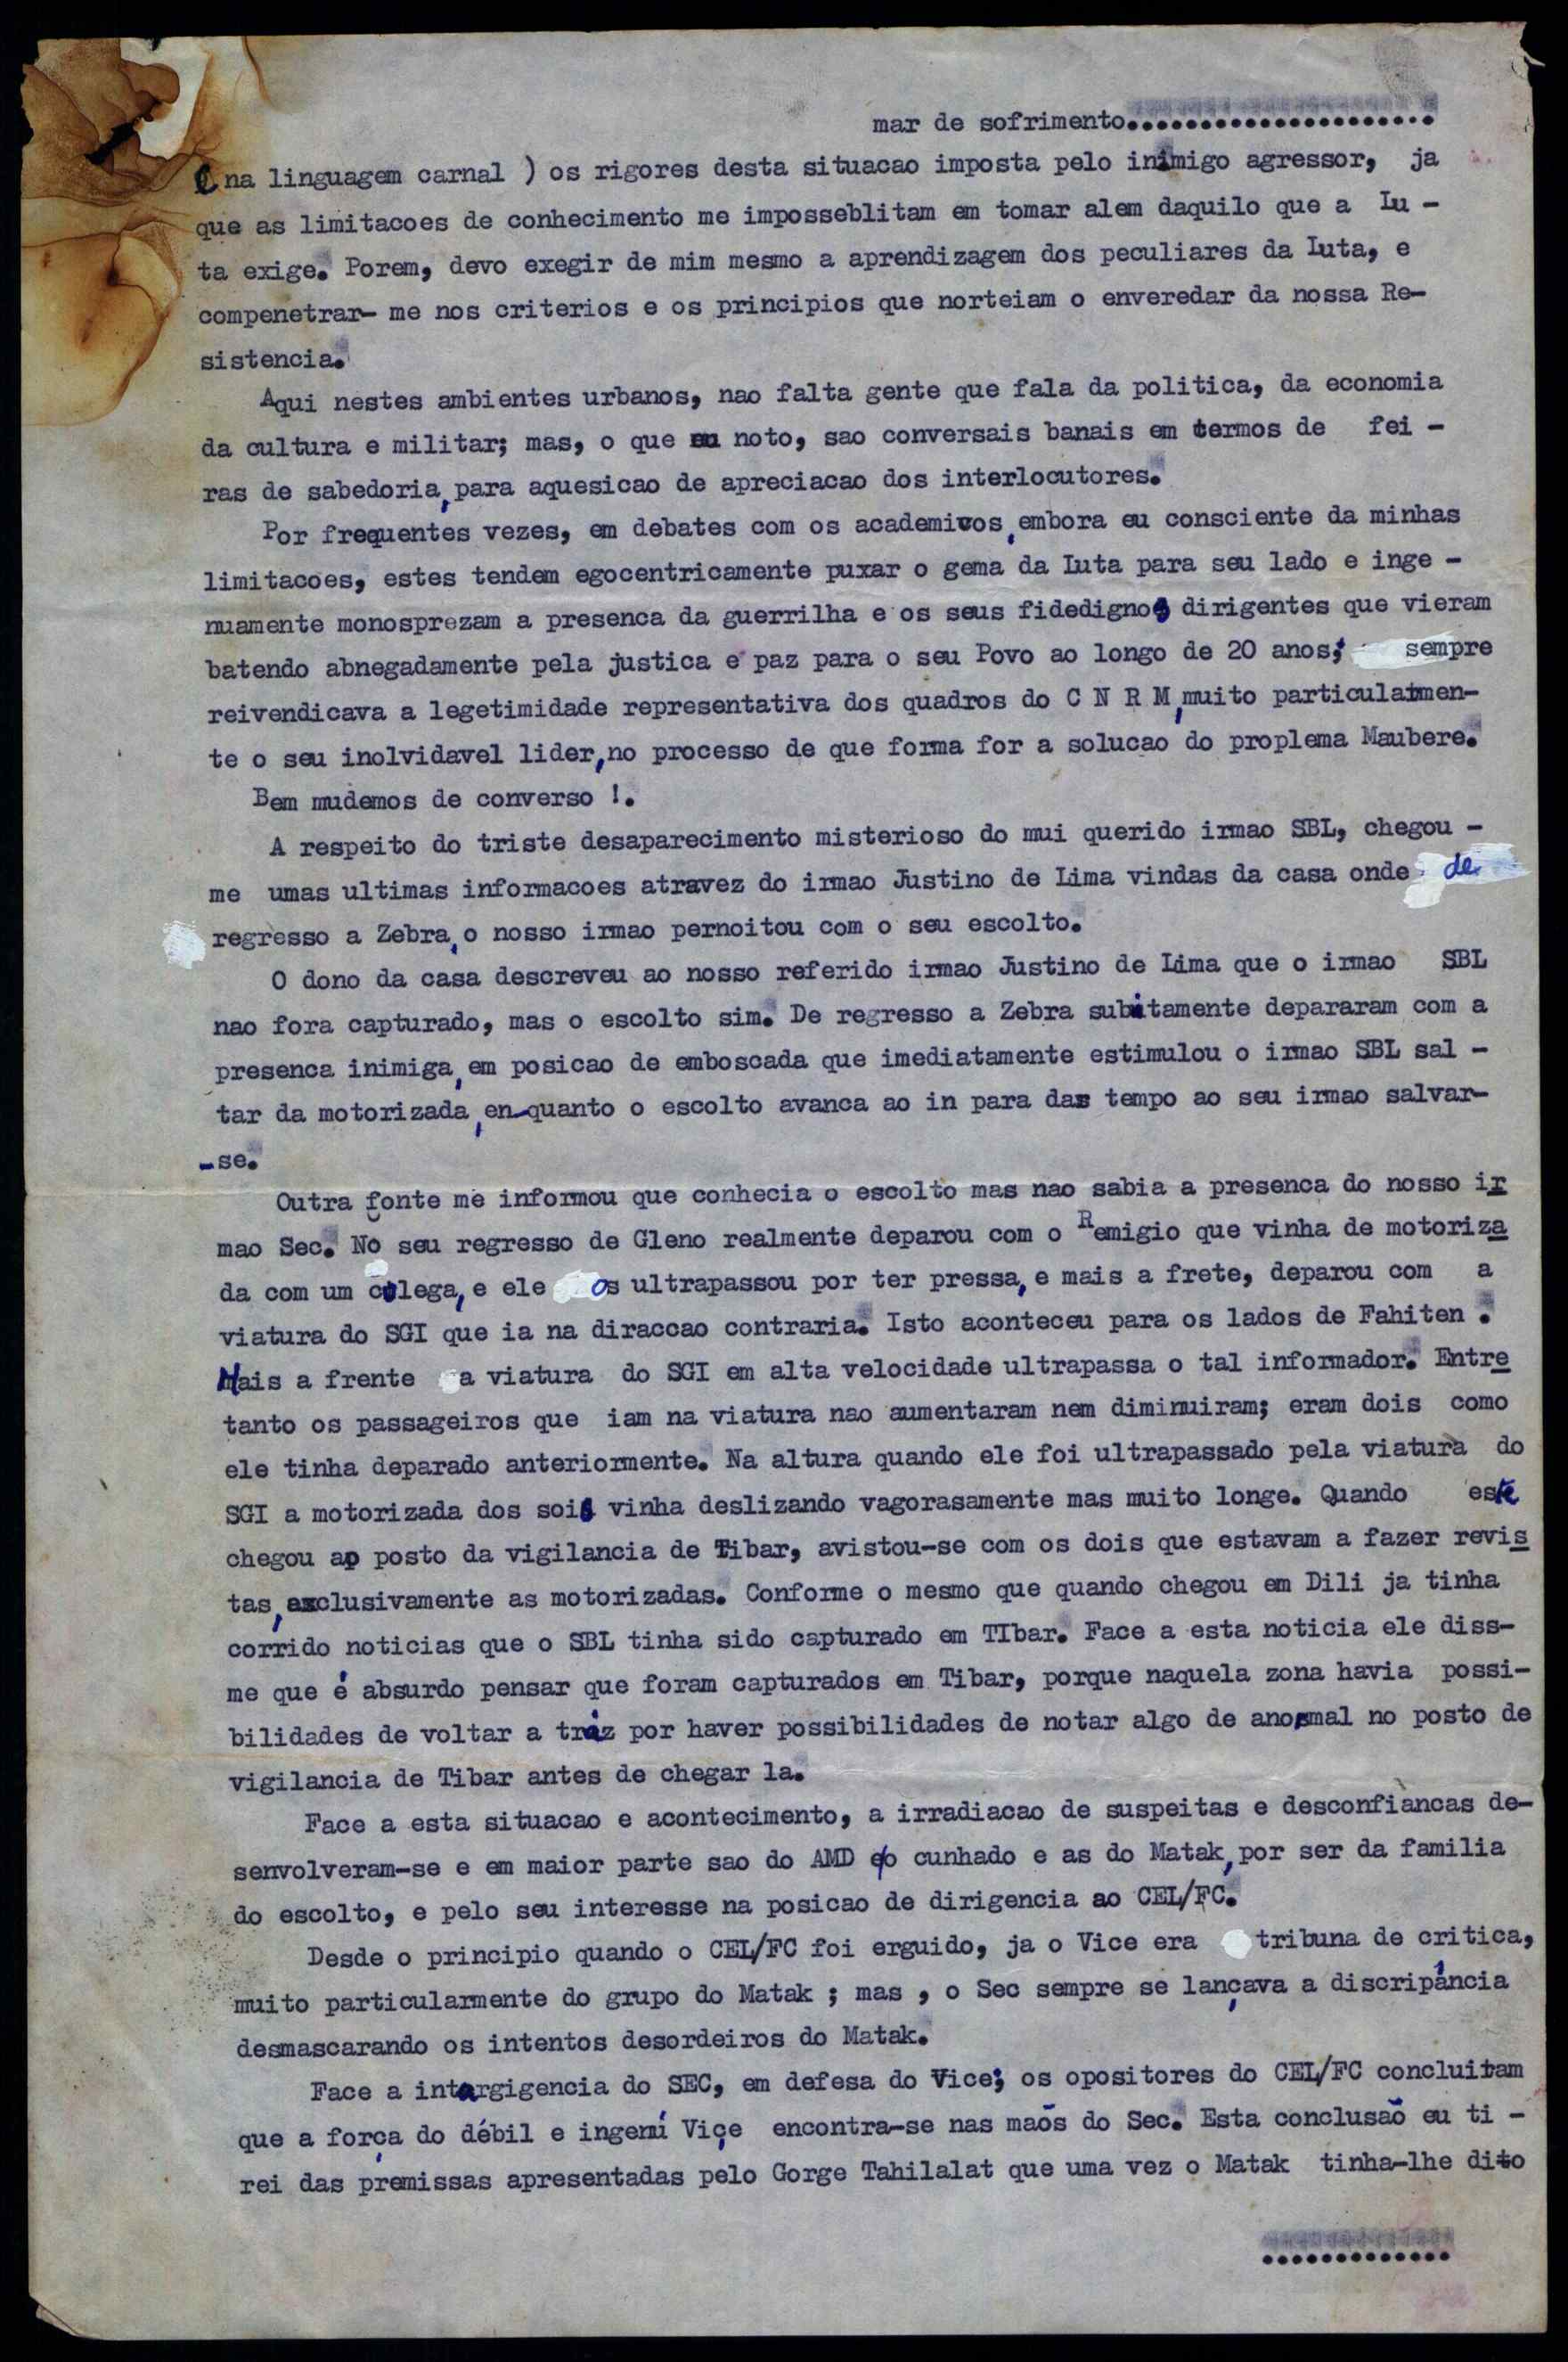 mar de sofrimento.....................
( na linguagem carnal ) os rigores desta situacao imposta pelo inimigo agressor, ja
que as limitacoes de conhecimento me imposseblitam em tomar alem daquilo que a Lu -
ta exige. Porem, devo exegir de mim mesmo a aprendizagem dos peculiares da Luta, e
compenetrar- me nos criterios e os principios que norteiam o enveredar da nossa Re-
sistencia.
Aqui nestes ambientes urbanos, nao falta gente que fala da politica, da economia
da cultura e militar; mas, o que eu noto, sao conversais banais em termos de fei -
ras de sabedoria, para aquesicao de apreciacao dos interlocutores.
Por frequentes vezes, em debates com os academicos, embora eu consciente da minhas
limitacoes, estes tendem egocentricamente puxar o gema da Luta para seu lado e inge -
nuamente monosprezam a presenca da guerrilha e os seus fidedignos dirigentes que vieram
batendo abnegadamente pela justica e paz para o seu Povo ao longo de 20 anos; sempre
reivendicava a legetimidade representativa dos quadros do C N R M, muito particularmen-
te o seu inolvidavel lider, no processo de que forma for a solucao do proplema Maubere.
Bem mudemos de converso !.
A respeito do triste desaparecimento misterioso do mui querido irmao SBL, chegou -
me umas ultimas informacoes atravez do irmao Justino de Lima vindas da casa onde de
regresso a Zebra, o nosso irmao pernoitou com o seu escolto.
O dono da casa descreveu ao nosso referido irmao Justino de Lima que o irmao SBL
nao fora capturado, mas o escolto sim. De regresso a Zebra subitamente depararam com a
presenca inimiga, em posicao de emboscada que imediatamente estimulou o irmao SBL sal -
tar da motorizada, en-quanto o escolto avanca ao in para dar tempo ao seu irmao salvar-
-se.
Outra fonte me informou que conhecia o escolto mas nao sabia a presenca do nosso ir
mao Sec. No seu regresso de Gleno realmente deparou com o Remigio que vinha de motoriza
da com um colega, e ele os ultrapassou por ter pressa, e mais a frete, deparou com a
viatura do SGI que ia na diraccao contraria. Isto aconteceu para os lados de Fahiten .
Mais a frente a viatura do SGI em alta velocidade ultrapassa o tal informador. Entre
tanto os passageiros que iam na viatura nao aumentaram nem diminuiram; eram dois como
ele tinha deparado anteriormente. Na altura quando ele foi ultrapassado pela viatura do
SGI a motorizada dos sois vinha deslizando vagorasamente mas muito longe. Quando este
chegou ao posto da vigilancia de Tibar, avistou-se com os dois que estavam a fazer revis
tas, exclusivamente as motorizadas. Conforme o mesmo que quando chegou em Dili ja tinha
corrido noticias que o SBL tinha sido capturado em TIbar. Face a esta noticia ele diss-
me que é absurdo pensar que foram capturados em Tibar, porque naquela zona havia possi-
bilidades de voltar a tráz por haver possibilidades de notar algo de anormal no posto de
vigilancia de Tibar antes de chegar la.
Face a esta situacao e acontecimento, a irradiacao de suspeitas e desconfiancas de-
senvolveram-se e em maior parte sao do AMD o cunhado e as do Matak, por ser da familia
do escolto, e pelo seu interesse na posicao de dirigencia ao CEL/FC.
Desde o principio quando o CEL/FC foi erguido, ja o Vice era tribuna de critica,
muito particularmente do grupo do Matak ; mas , o Sec sempre se lançava a discripância
desmascarando os intentos desordeiros do Matak.
Face a intargigencia do SEC, em defesa do Vice; os opositores do CEL/FC concluiram
que a força do débil e ingenú Viçe encontra-se nas maõs do Sec. Esta conclusaõ eu ti -
rei das premissas apresentadas pelo Gorge Tahilalat que uma vez o Matak tinha-lhe dito
.............